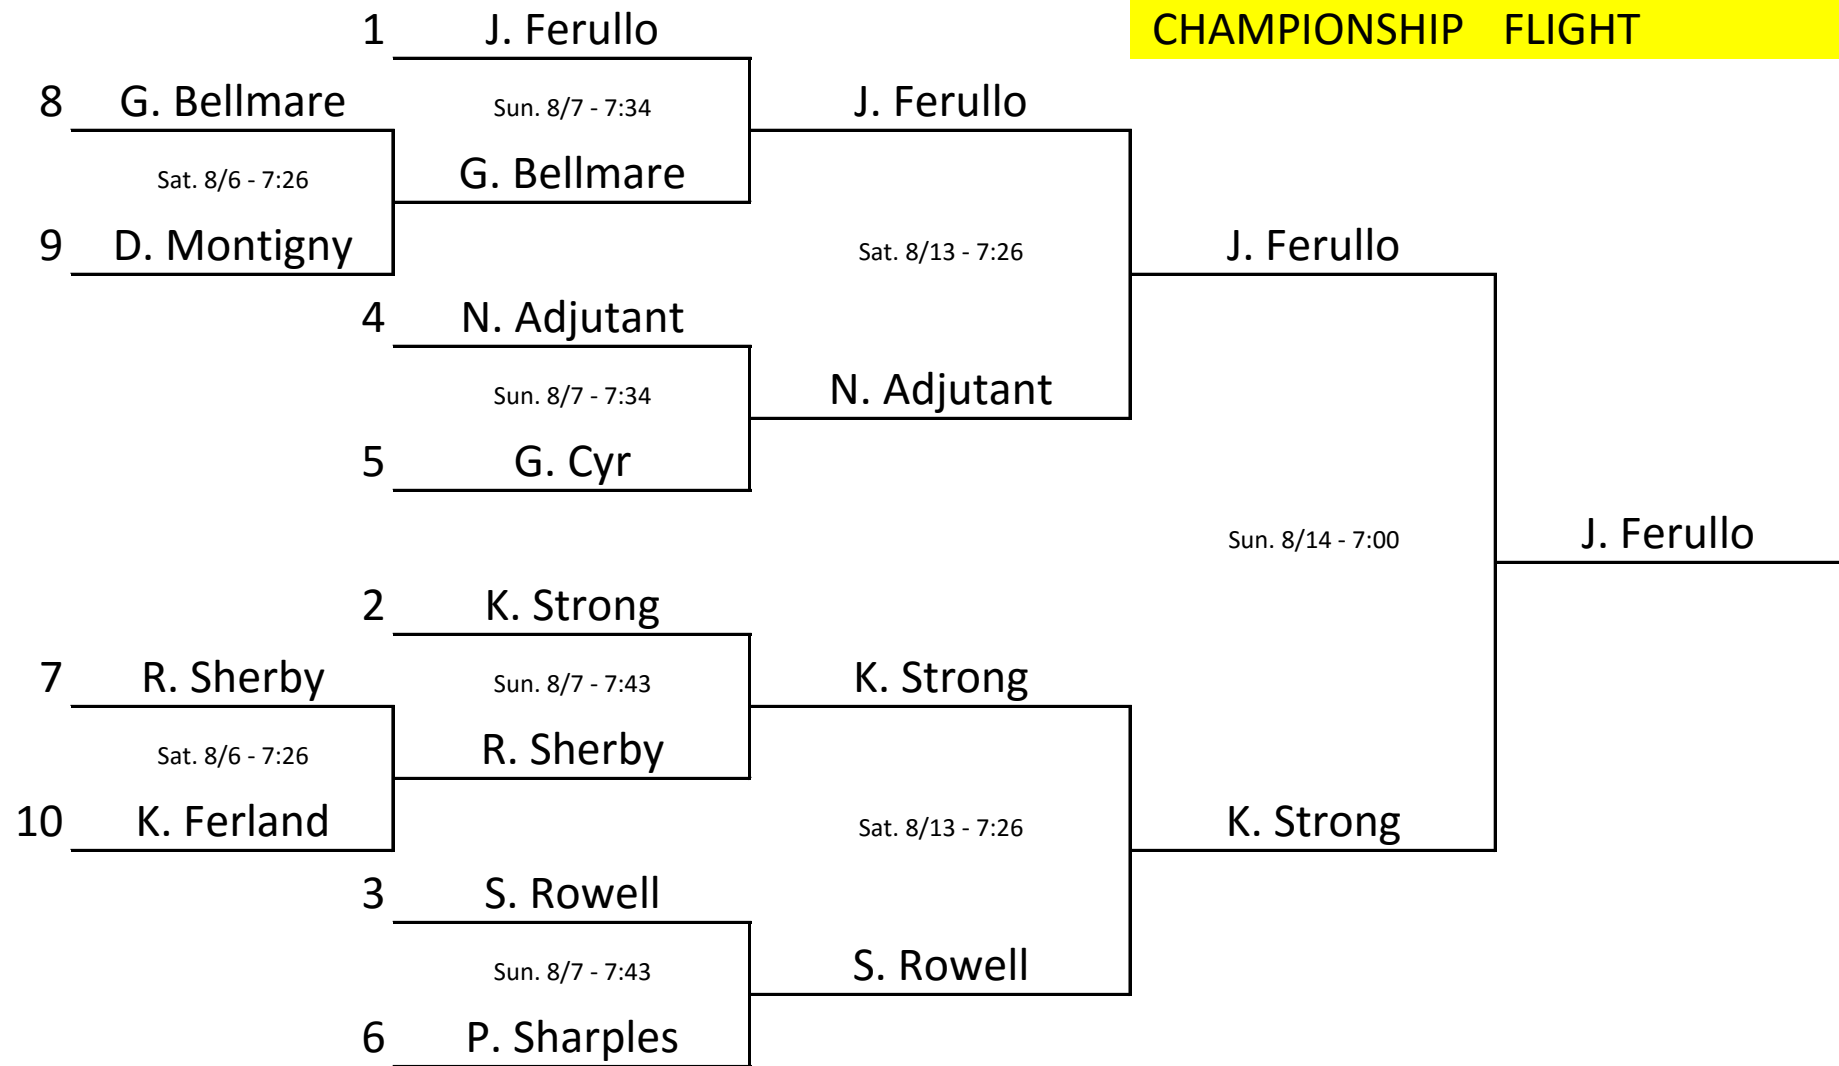 1 J. Ferullo CHAMPIONSHIP FLIGHT
8 G. Bellmare Sun. 8/7 - 7:34 J. Ferullo
Sat. 8/6 - 7:26 G. Bellmare
9 D. Montigny Sat. 8/13 - 7:26 J. Ferullo
4 N. Adjutant
Sun. 8/7 - 7:34 N. Adjutant
5 G. Cyr
Sun. 8/14 - 7:00 J. Ferullo
2 K. Strong
7 R. Sherby Sun. 8/7 - 7:43 K. Strong
Sat. 8/6 - 7:26 R. Sherby
10 K. Ferland Sat. 8/13 - 7:26 K. Strong
3 S. Rowell
Sun. 8/7 - 7:43 S. Rowell
6 P. Sharples